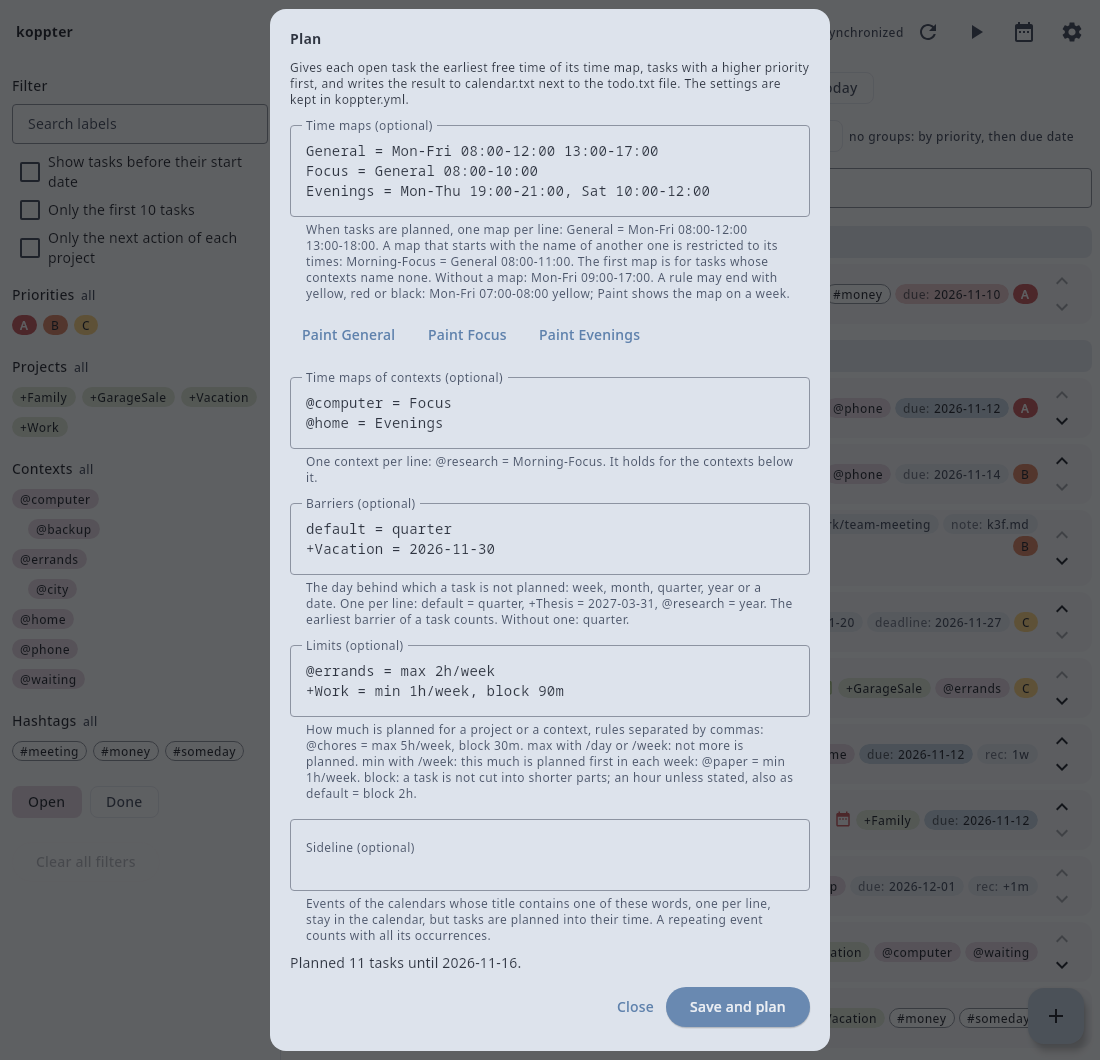 koppter
Filter
Search labels
Show tasks before their start
date
Only the first 10 tasks
Only the next action of each
project
Priorities all
A B C
Projects all
+Family +GarageSale +Vacation
+Work
Contexts all
@computer
@backup
@errands
@city
@home
@phone
@waiting
Hashtags all
#meeting #money #someday
Open Done
Clear all filters
Plan
Gives each open task the earliest free time of its time map, tasks with a higher priority
first, and writes the result to calendar.txt next to the todo.txt file. The settings are
kept in koppter.yml.
Time maps (optional)
General = Mon-Fri 08:00-12:00 13:00-17:00
Focus = General 08:00-10:00
Evenings = Mon-Thu 19:00-21:00, Sat 10:00-12:00
When tasks are planned, one map per line: General = Mon-Fri 08:00-12:00
13:00-18:00. A map that starts with the name of another one is restricted to its
times: Morning-Focus = General 08:00-11:00. The first map is for tasks whose
contexts name none. Without a map: Mon-Fri 09:00-17:00. A rule may end with
yellow, red or black: Mon-Fri 07:00-08:00 yellow; Paint shows the map on a week.
Paint General Paint Focus Paint Evenings
Time maps of contexts (optional)
@computer = Focus
@home = Evenings
One context per line: @research = Morning-Focus. It holds for the contexts below
it.
Barriers (optional)
default = quarter
+Vacation = 2026-11-30
The day behind which a task is not planned: week, month, quarter, year or a
date. One per line: default = quarter, +Thesis = 2027-03-31, @research = year. The
earliest barrier of a task counts. Without one: quarter.
Limits (optional)
@errands = max 2h/week
+Work = min 1h/week, block 90m
How much is planned for a project or a context, rules separated by commas:
@chores = max 5h/week, block 30m. max with /day or /week: not more is
planned. min with /week: this much is planned first in each week: @paper = min
1h/week. block: a task is not cut into shorter parts; an hour unless stated, also as
default = block 2h.
Sideline (optional)
Events of the calendars whose title contains one of these words, one per line,
stay in the calendar, but tasks are planned into their time. A repeating event
counts with all its occurrences.
Planned 11 tasks until 2026-11-16.
Close Save and plan
ynchronized
oday
no groups: by priority, then due date
#money due: 2026-11-10 A
@phone due: 2026-11-12 A
@phone due: 2026-11-14 B
k/team-meeting note: k3f.md
B
1-20 deadline: 2026-11-27 C
+GarageSale @errands C
me due: 2026-11-12 rec: 1w
+Family due: 2026-11-12
p due: 2026-12-01 rec: +1m
ation @computer @waiting
acation #money #someday
+